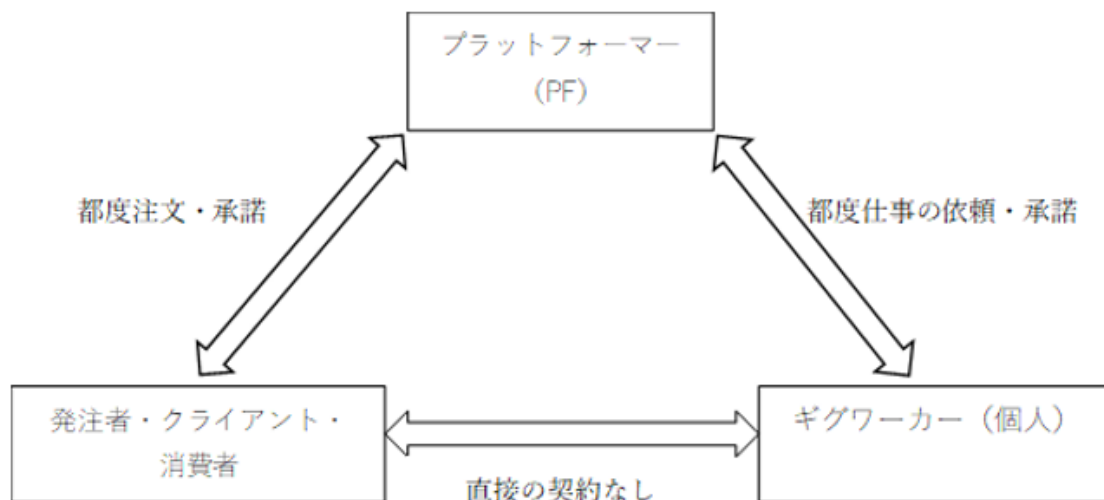 プラットフォーマー
（PF）
都度注文・承諾
都度仕事の依頼・承諾
発注者・クライアント・
消費者
ギグワーカー（個人）
直接の契約なし